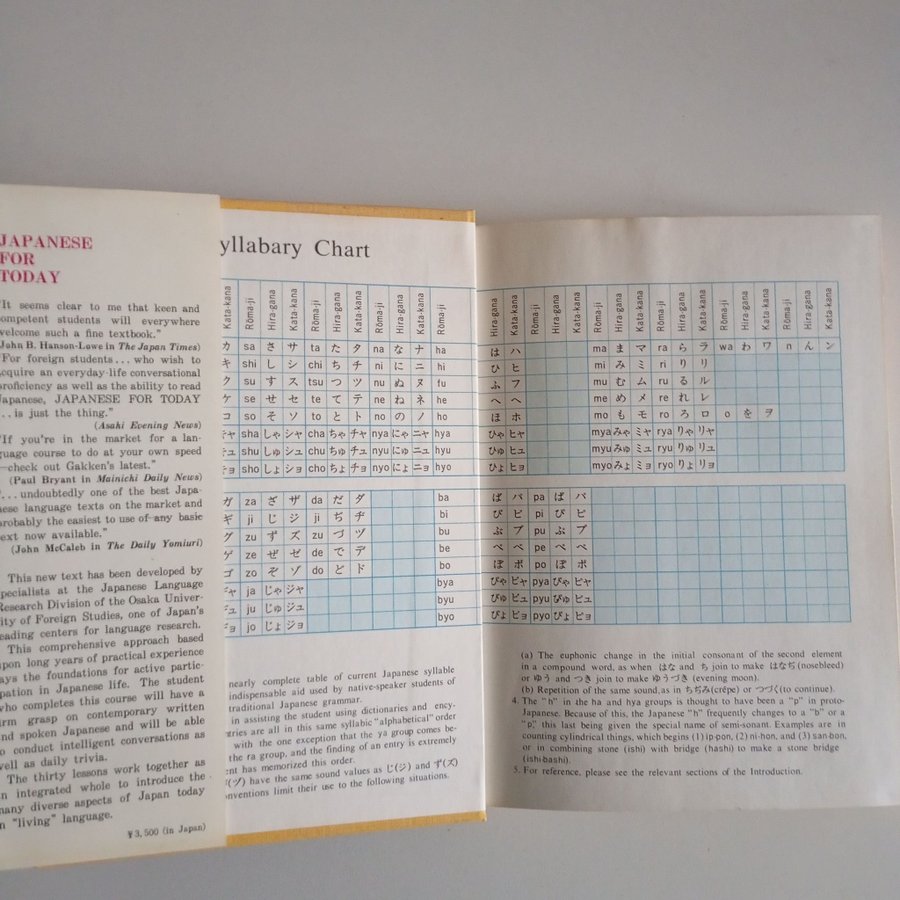 JAPANESE
FOR
TODAY
"It seems clear to me that keen and
competent students will everywhere
welcome such a fine textbook."
(John B. Hanson-Lowe in The Japan Times)
"For foreign students... who wish to
acquire an everyday-life conversational
proficiency as well as the ability to read
Japanese, JAPANESE FOR TODAY
...is just the thing."
(Asahi Evening News)
"If you're in the market for a lan-
guage course to do at your own speed
—check out Gakken's latest."
(Paul Bryant in Mainichi Daily News)
"...undoubtedly one of the best Japa-
nese language texts on the market and
probably the easiest to use of any basic
text now available."
(John McCaleb in The Daily Yomiuri)
This new text has been developed by
specialists at the Japanese Language
Research Division of the Osaka Univer-
sity of Foreign Studies, one of Japan's
leading centers for language research.
This comprehensive approach based
upon long years of practical experience
lays the foundations for active partic-
ipation in Japanese life. The student
who completes this course will have a
firm grasp on contemporary written
and spoken Japanese and will be able
to conduct intelligent conversations as
well as daily trivia.
The thirty lessons work together as
an integrated whole to introduce the
many diverse aspects of Japan today
in "living" language.
¥3,500 (in Japan)
yllabary Chart
Kata-kana Rōma-ji Hira-gana Kata-kana Rōma-ji Hira-gana Kata-kana Rōma-ji Hira-gana Kata-kana Rōma-ji
カ sa さ サ ta た タ na な ナ ha
キ shi し シ chi ち チ ni に ニ hi
ク su す ス tsu つ ツ nu ぬ ヌ fu
ケ se せ セ te て テ ne ね ネ he
コ so そ ソ to と ト no の ノ ho
キャ sha しゃ シャ cha ちゃ チャ nya にゃ ニャ hya
キュ shu しゅ シュ chu ちゅ チュ nyu にゅ ニュ hyu
キョ sho しょ ショ cho ちょ チョ nyo にょ ニョ hyo
ガ za ざ ザ da だ ダ ba
ギ ji じ ジ ji ぢ ヂ bi
グ zu ず ズ zu づ ヅ bu
ゲ ze ぜ ゼ de で デ be
ゴ zo ぞ ゾ do ど ド bo
ギャ ja じゃ ジャ bya
ギュ ju じゅ ジュ byu
ギョ jo じょ ジョ byo
nearly complete table of current Japanese syllable
indispensable aid used by native-speaker students of
traditional Japanese grammar.
in assisting the student using dictionaries and ency-
tries are all in this same syllabic "alphabetical" order
with the one exception that the ya group comes be-
the ra group, and the finding of an entry is extremely
has memorized this order.
(ヅ) have the same sound values as じ(ジ) and ず(ズ)
conventions limit their use to the following situations.
Hira-gana Kata-kana Rōma-ji Hira-gana Kata-kana Rōma-ji Hira-gana Kata-kana Rōma-ji Hira-gana Kata-kana Rōma-ji Hira-gana Kata-kana Rōma-ji Hira-gana Kata-kana
は ハ ma ま マ ra ら ラ wa わ ワ n ん ン
ひ ヒ mi み ミ ri り リ
ふ フ mu む ム ru る ル
へ ヘ me め メ re れ レ
ほ ホ mo も モ ro ろ ロ o を ヲ
ひゃ ヒャ mya みゃ ミャ rya りゃ リャ
ひゅ ヒュ myu みゅ ミュ ryu りゅ リュ
ひょ ヒョ myo みょ ミョ ryo りょ リョ
ば バ pa ぱ パ
び ビ pi ぴ ピ
ぶ ブ pu ぷ プ
べ ベ pe ぺ ペ
ぼ ボ po ぽ ポ
びゃ ビャ pya ぴゃ ピャ
びゅ ビュ pyu ぴゅ ピュ
びょ ビョ pyo ぴょ ピョ
(a) The euphonic change in the initial consonant of the second element
in a compound word, as when はな and ち join to make はなぢ (nosebleed)
or ゆう and つき join to make ゆうづき (evening moon).
(b) Repetition of the same sound, as in ちぢみ(crêpe) or つづく(to continue).
4. The "h" in the ha and hya groups is thought to have been a "p" in proto-
Japanese. Because of this, the Japanese "h" frequently changes to a "b" or a
"p," this last being given the special name of semi-sonant. Examples are in
counting cylindrical things, which begins (1) ip-pon, (2) ni-hon, and (3) san-bon,
or in combining stone (ishi) with bridge (hashi) to make a stone bridge
(ishi-bashi).
5. For reference, please see the relevant sections of the Introduction.